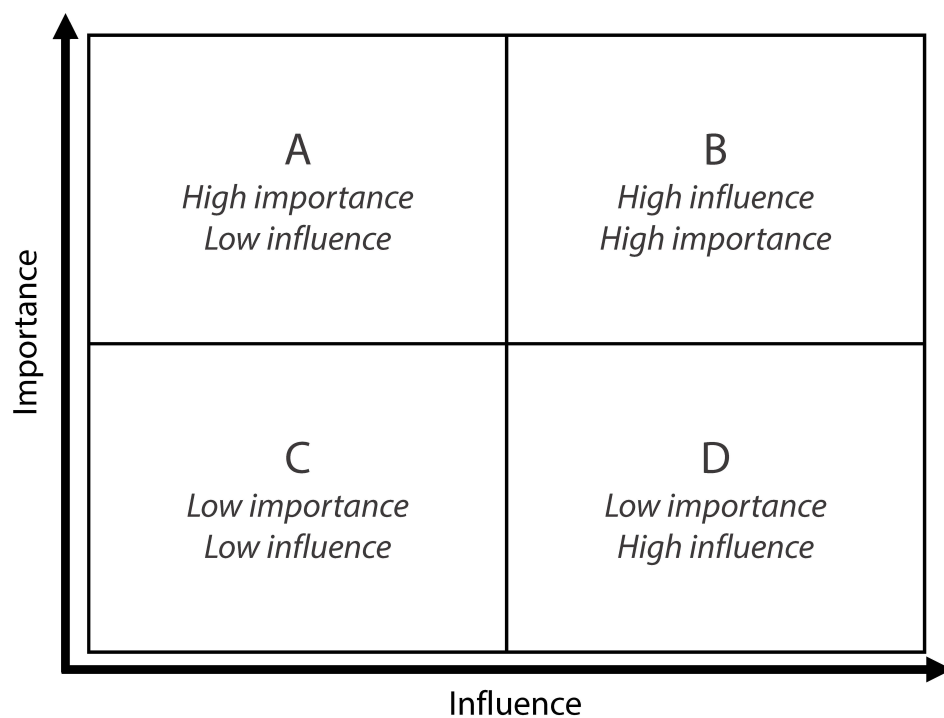 A
High importance
Low influence
B
High influence
High importance
Importance
C
Low importance
Low influence
D
Low importance
High influence
Influence